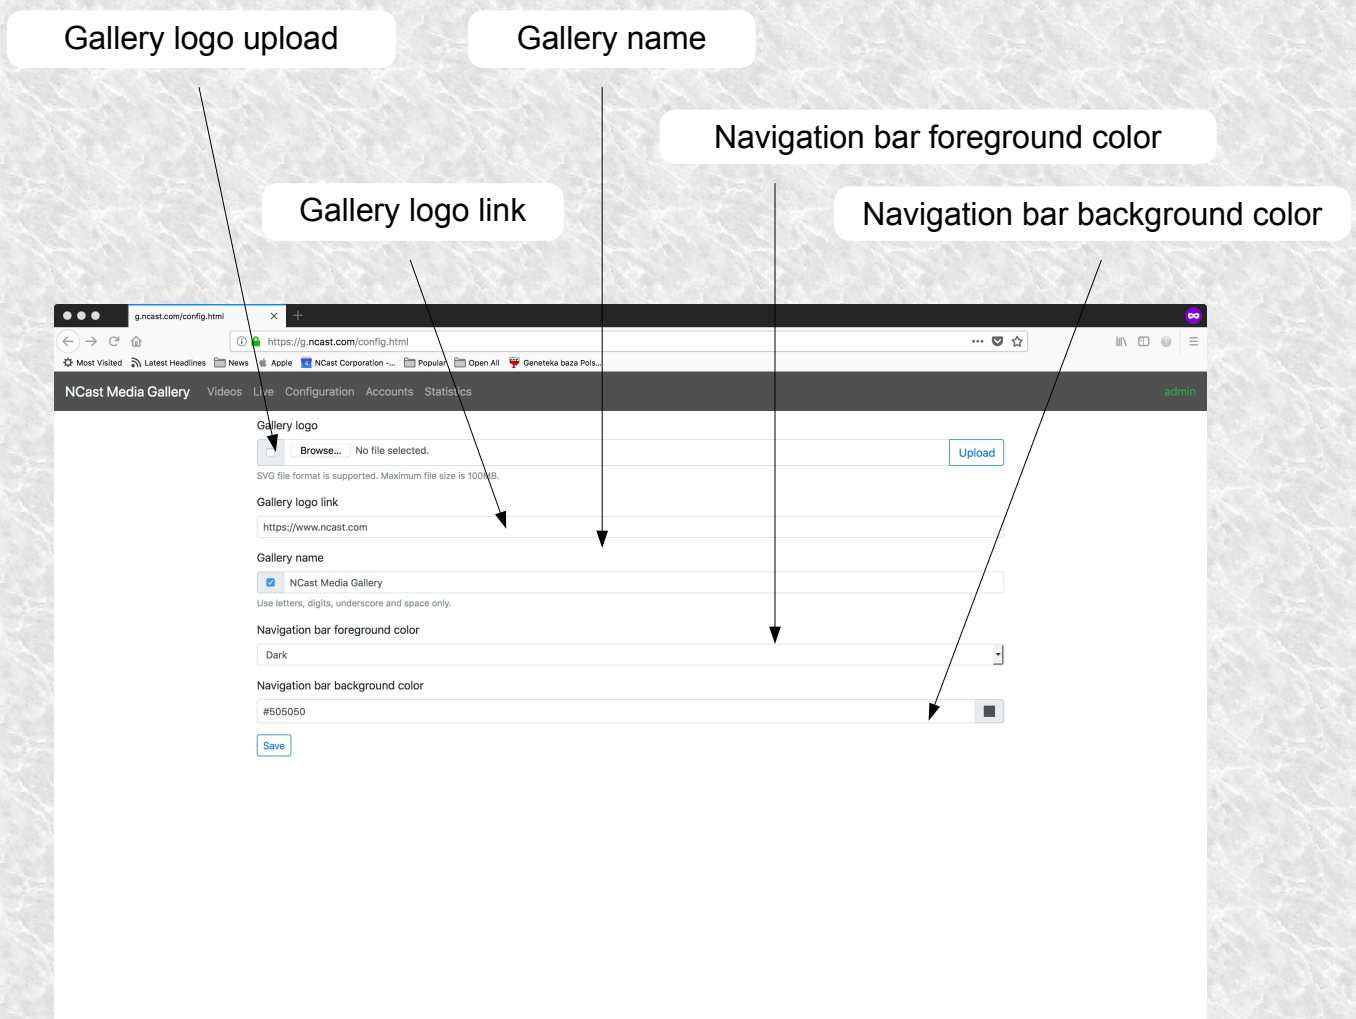 Gallery logo upload
Gallery name
Navigation bar foreground color
Gallery logo link
Navigation bar background color
g.ncast.com/config.html
https://g.ncast.com/config.html
Most Visited Latest Headlines News Apple NCast Corporation -... Popular Open All Geneteka baza Pols...
NCast Media Gallery Videos Live Configuration Accounts Statistics admin
Gallery logo
Browse... No file selected. Upload
SVG file format is supported. Maximum file size is 100MB.
Gallery logo link
https://www.ncast.com
Gallery name
NCast Media Gallery
Use letters, digits, underscore and space only.
Navigation bar foreground color
Dark
Navigation bar background color
#505050
Save